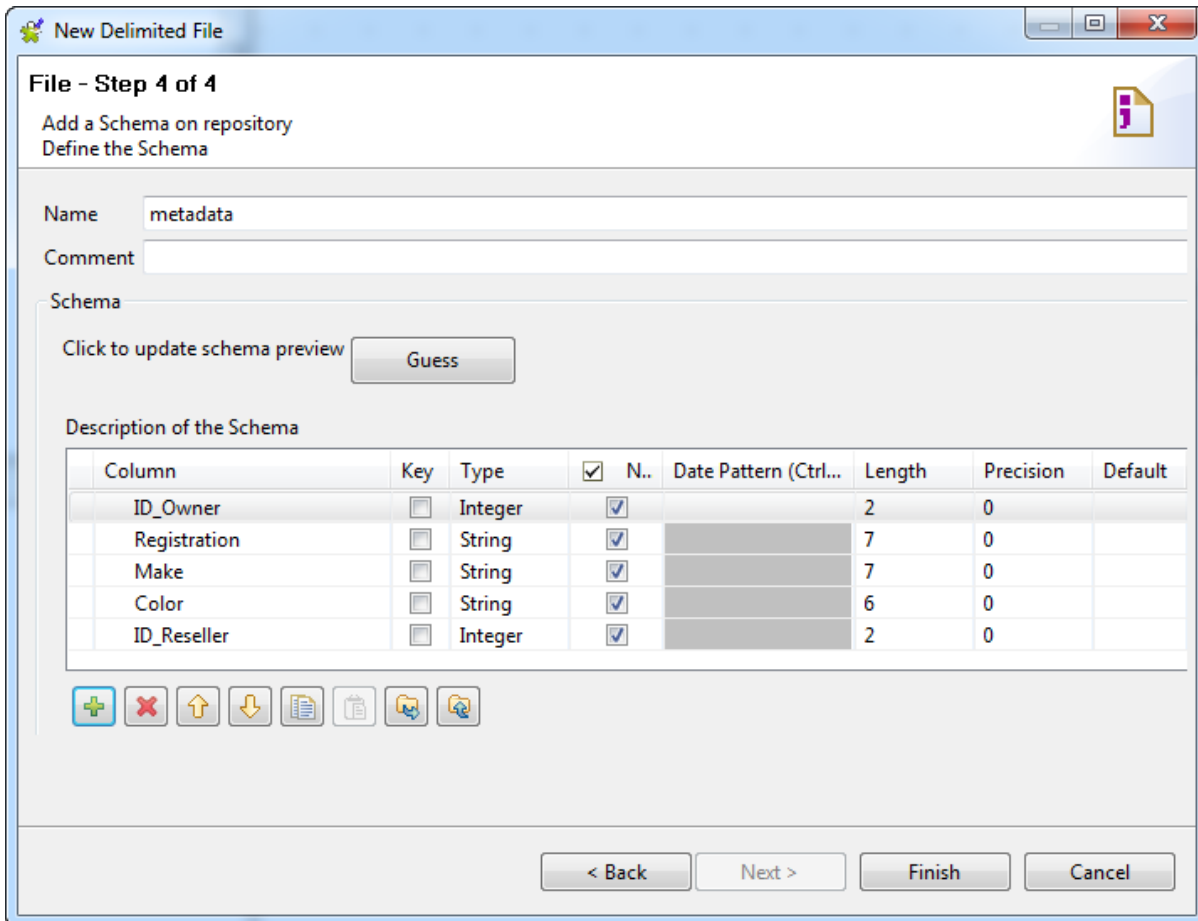 New Delimited File
File - Step 4 of 4
Add a Schema on repository
Define the Schema
Name metadata
Comment
Schema
Click to update schema preview Guess
Description of the Schema
Column Key Type N.. Date Pattern (Ctrl... Length Precision Default
ID_Owner Integer 2 0
Registration String 7 0
Make String 7 0
Color String 6 0
ID_Reseller Integer 2 0
< Back Next > Finish Cancel